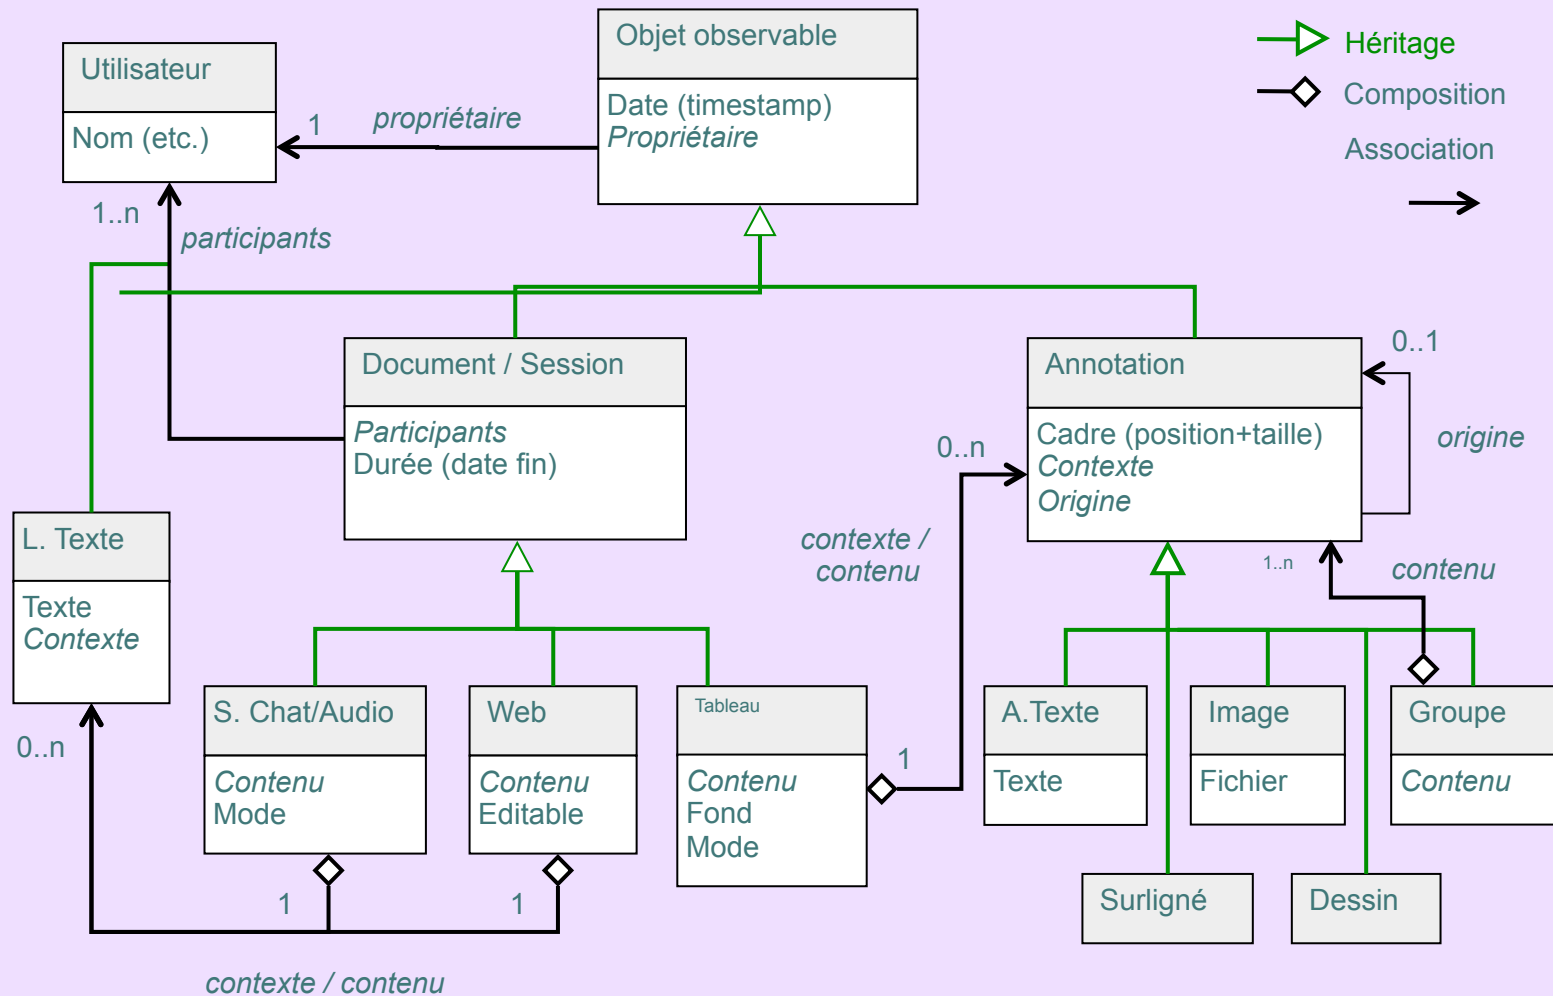 Objet observable
Date (timestamp)
Propriétaire
Utilisateur
Nom (etc.)
1
propriétaire
Héritage
Composition
Association
1..n
participants
Document / Session
Participants
Durée (date fin)
Annotation
Cadre (position+taille)
Contexte
Origine
0..1
origine
0..n
contexte /
contenu
L. Texte
Texte
Contexte
0..n
1..n
contenu
S. Chat/Audio
Contenu
Mode
Web
Contenu
Editable
Tableau
Contenu
Fond
Mode
1
A.Texte
Texte
Image
Fichier
Groupe
Contenu
Surligné
Dessin
1
1
contexte / contenu